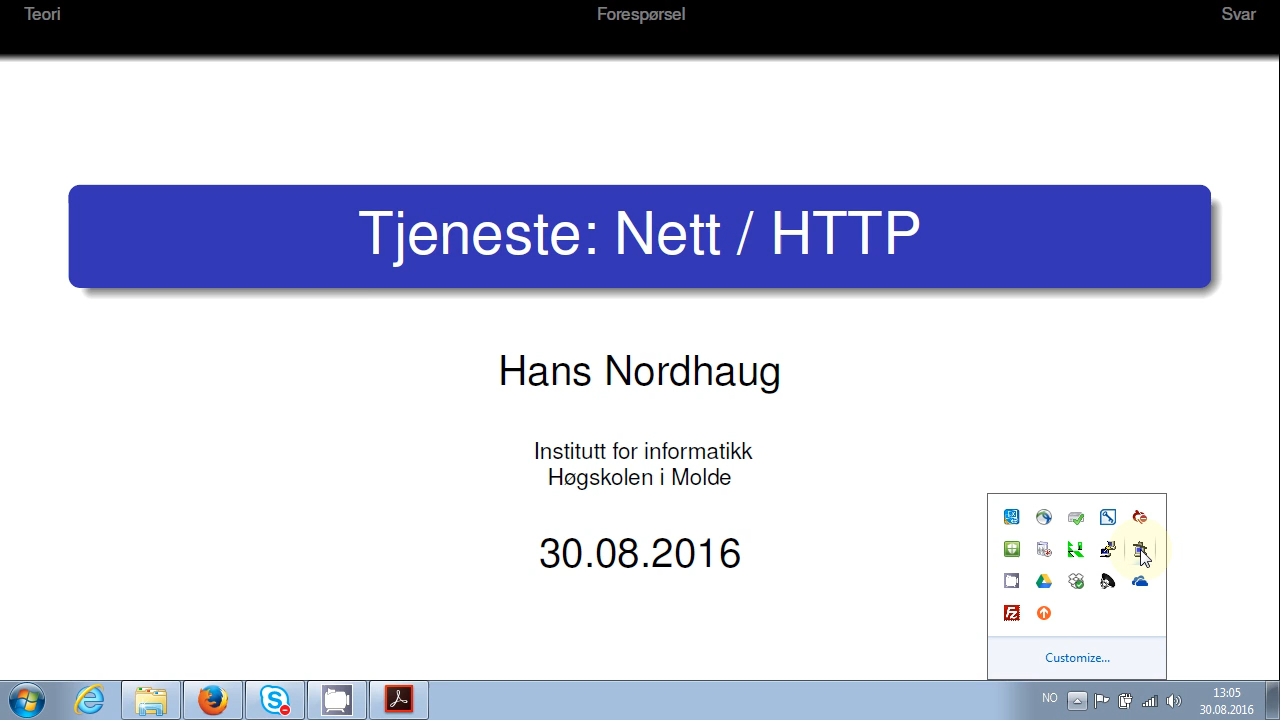 Teori
Forespørsel
Svar
Tjeneste: Nett / HTTP
Hans Nordhaug
Institutt for informatikk
Høgskolen i Molde
30.08.2016
Customize...
NO
13:05
30.08.2016